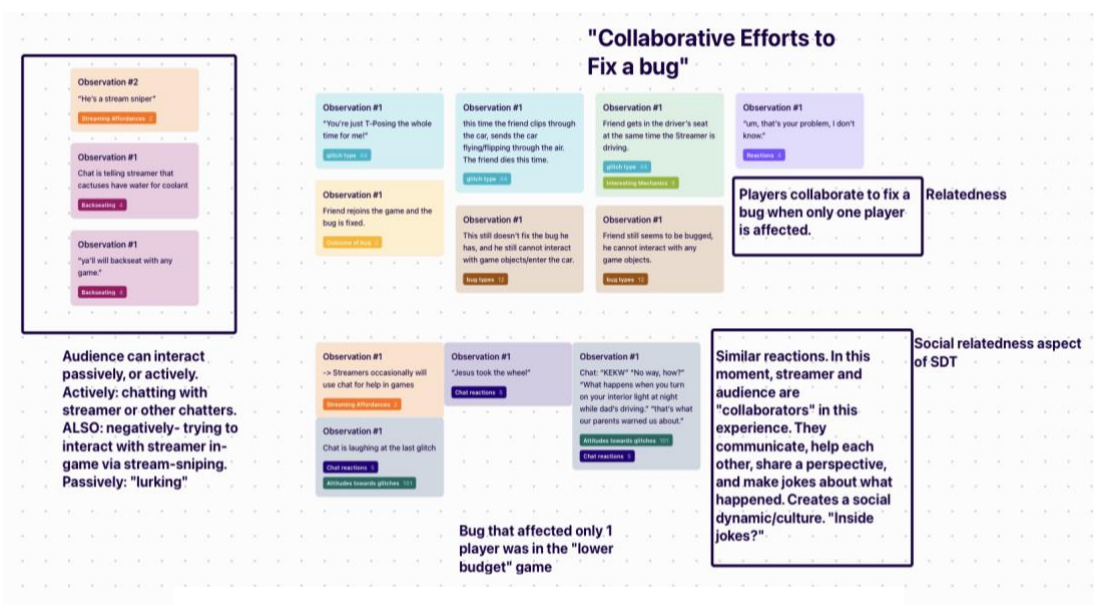 "Collaborative Efforts to
Fix a bug"
Observation #2
"He's a stream sniper"
Streaming Affordances 2
Observation #1
Chat is telling streamer that
cactuses have water for coolant
Backseating 4
Observation #1
"ya'll will backseat with any
game."
Backseating 4
Audience can interact
passively, or actively.
Actively: chatting with
streamer or other chatters.
ALSO: negatively- trying to
interact with streamer in-
game via stream-sniping.
Passively: "lurking"
Observation #1
"You're just T-Posing the whole
time for me!"
glitch type
Observation #1
this time the friend clips through
the car, sends the car
flying/flipping through the air.
The friend dies this time.
glitch type
Observation #1
Friend gets in the driver's seat
at the same time the Streamer is
driving.
glitch type
Interesting Mechanics
Observation #1
"um, that's your problem, I don't
know."
Reactions
Observation #1
Friend rejoins the game and the
bug is fixed.
Outcome of bug
Observation #1
This still doesn't fix the bug he
has, and he still cannot interact
with game objects/enter the car.
bug types 12
Observation #1
Friend still seems to be bugged,
he cannot interact with any
game objects.
bug types 12
Players collaborate to fix a
bug when only one player
is affected.
Relatedness
Observation #1
-> Streamers occasionally will
use chat for help in games
Streaming Affordances 2
Observation #1
Chat is laughing at the last glitch
Chat reactions 5
Attitudes towards glitches 101
Observation #1
"Jesus took the wheel"
Chat reactions 5
Observation #1
Chat: "KEKW" "No way, how?"
"What happens when you turn
on your interior light at night
while dad's driving." "that's what
our parents warned us about."
Attitudes towards glitches 101
Chat reactions 5
Similar reactions. In this
moment, streamer and
audience are
"collaborators" in this
experience. They
communicate, help each
other, share a perspective,
and make jokes about what
happened. Creates a social
dynamic/culture. "Inside
jokes?"
Social relatedness aspect
of SDT
Bug that affected only 1
player was in the "lower
budget" game